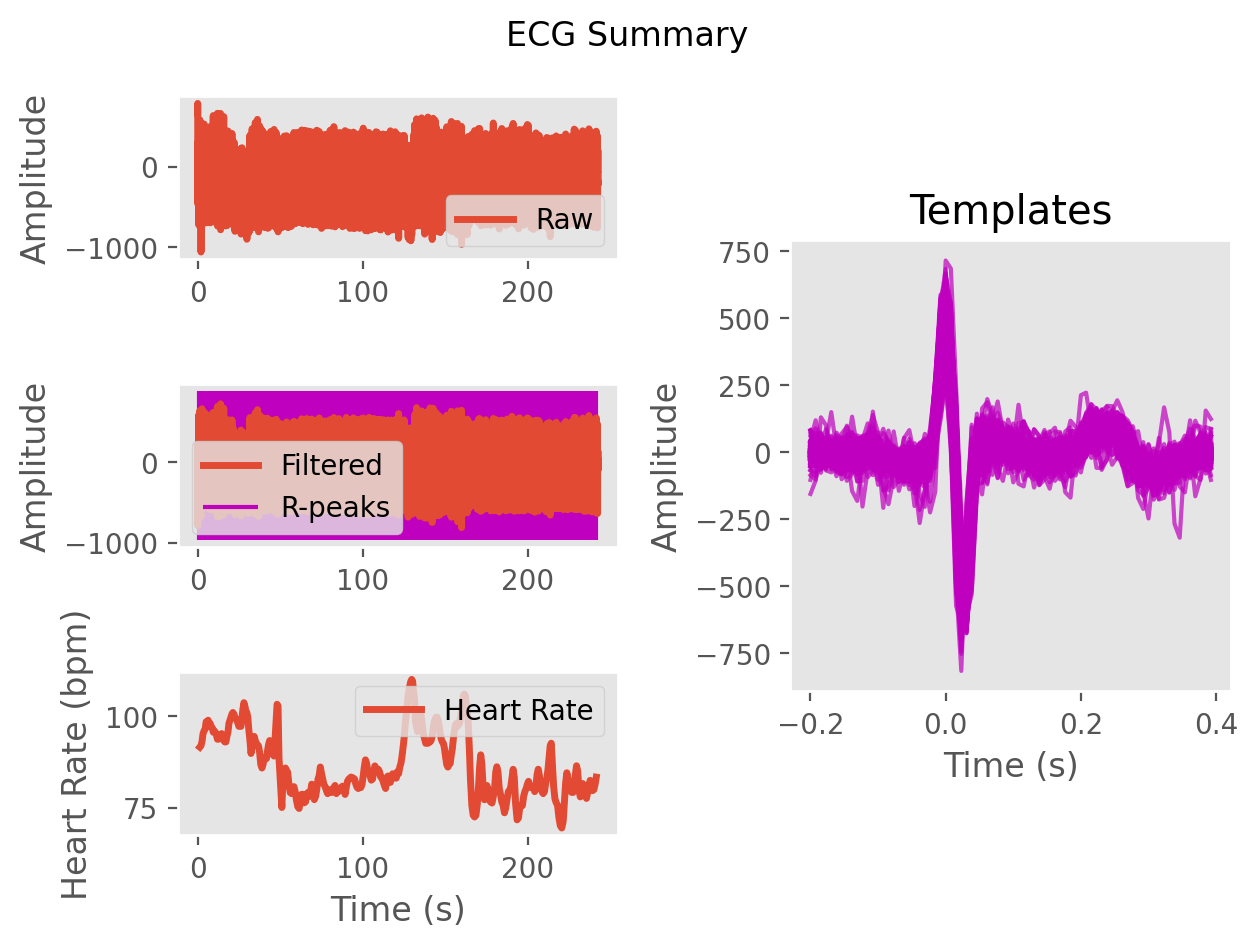 ECG Summary
Amplitude
0
−1000
Raw
0 100 200
Amplitude
0
−1000
Filtered
R-peaks
0 100 200
Heart Rate (bpm)
100
75
Heart Rate
0 100 200
Time (s)
Templates
Amplitude
750
500
250
0
−250
−500
−750
−0.2 0.0 0.2 0.4
Time (s)